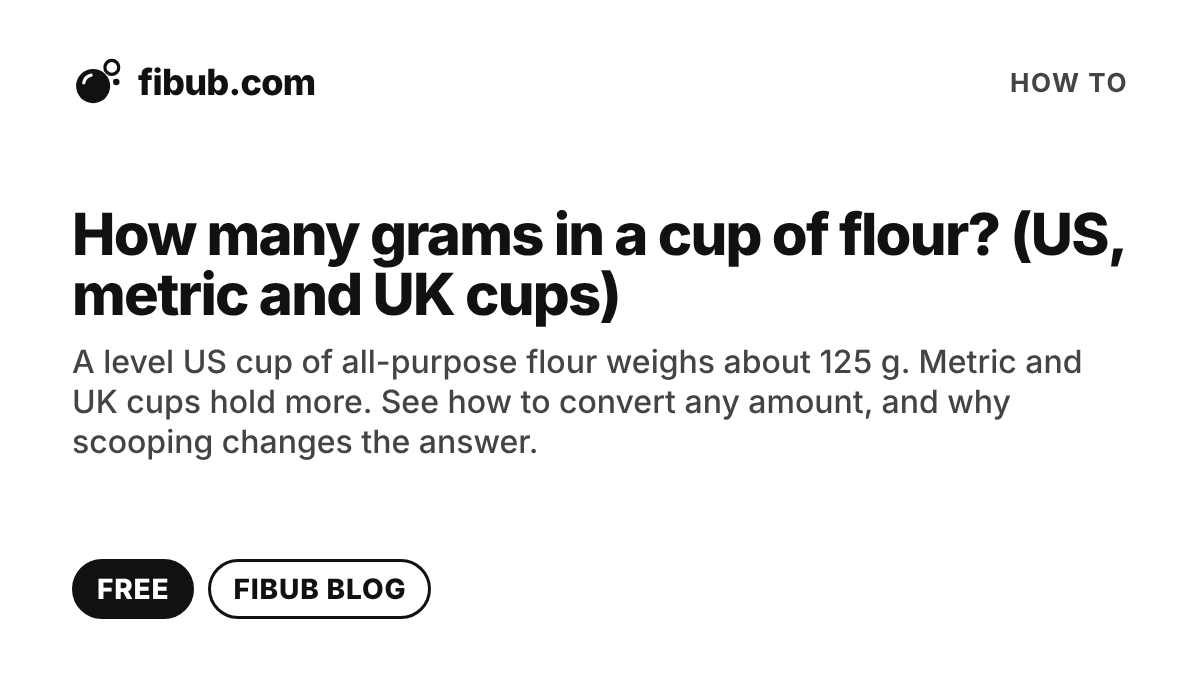 fibub.com
HOW TO
How many grams in a cup of flour? (US,
metric and UK cups)
A level US cup of all-purpose flour weighs about 125 g. Metric and
UK cups hold more. See how to convert any amount, and why
scooping changes the answer.
FREE
FIBUB BLOG